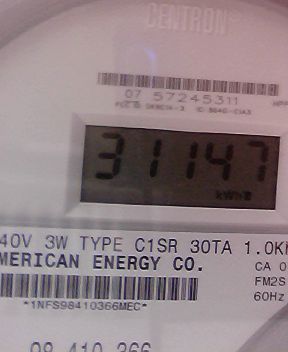 CENTRON
07 57245311
31147
kWh
40V 3W TYPE C1SR 30TA 1.0K
MERICAN ENERGY CO.
CA 0
FM2S
*1NFS98410366MEC*
60Hz
98 410 366